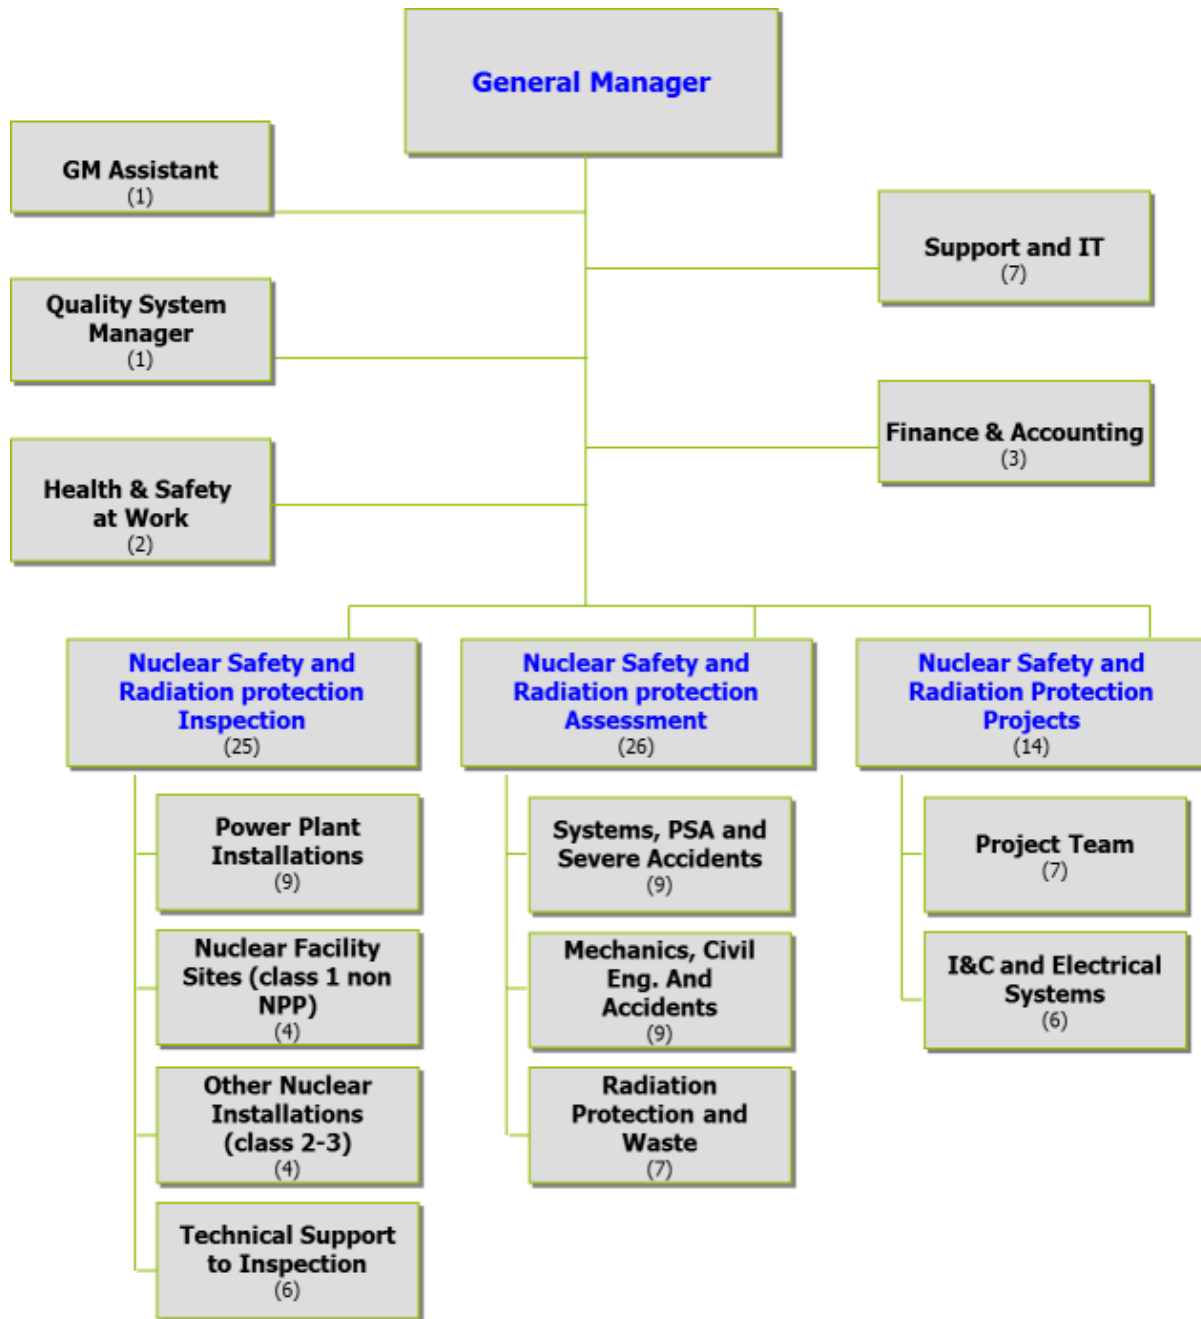 General Manager
GM Assistant
(1)
Support and IT
(7)
Quality System
Manager
(1)
Finance & Accounting
(3)
Health & Safety
at Work
(2)
Nuclear Safety and
Radiation protection
Inspection
(25)
Nuclear Safety and
Radiation protection
Assessment
(26)
Nuclear Safety and
Radiation Protection
Projects
(14)
Power Plant
Installations
(9)
Nuclear Facility
Sites (class 1 non
NPP)
(4)
Other Nuclear
Installations
(class 2-3)
(4)
Technical Support
to Inspection
(6)
Systems, PSA and
Severe Accidents
(9)
Mechanics, Civil
Eng. And
Accidents
(9)
Radiation
Protection and
Waste
(7)
Project Team
(7)
I&C and Electrical
Systems
(6)